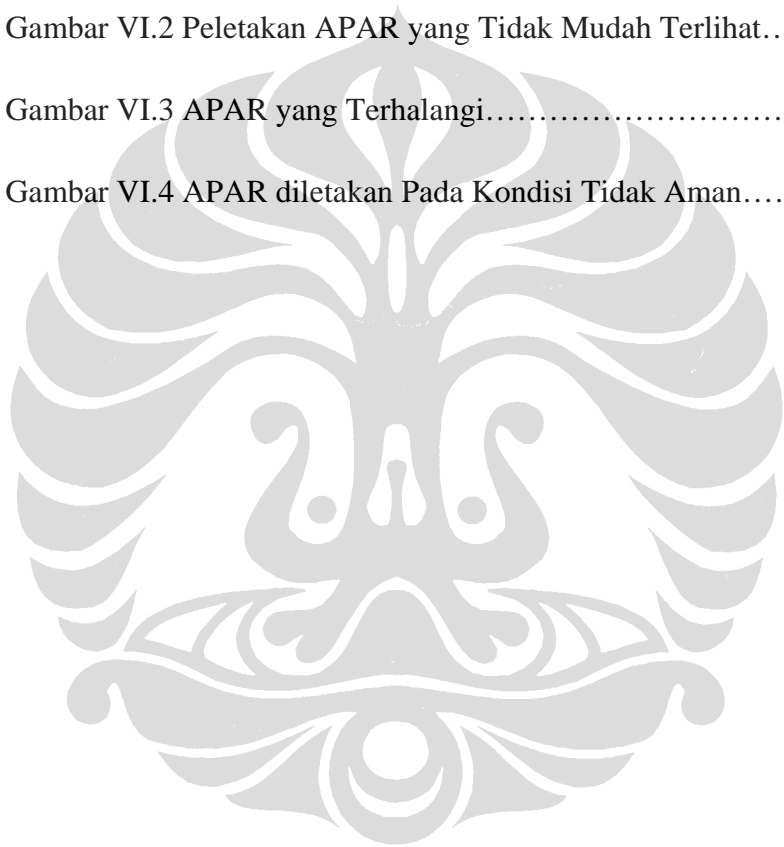 Gambar VI.2 Peletakan APAR yang Tidak Mudah Terlihat…
Gambar VI.3 APAR yang Terhalangi…………………………
Gambar VI.4 APAR diletakan Pada Kondisi Tidak Aman….